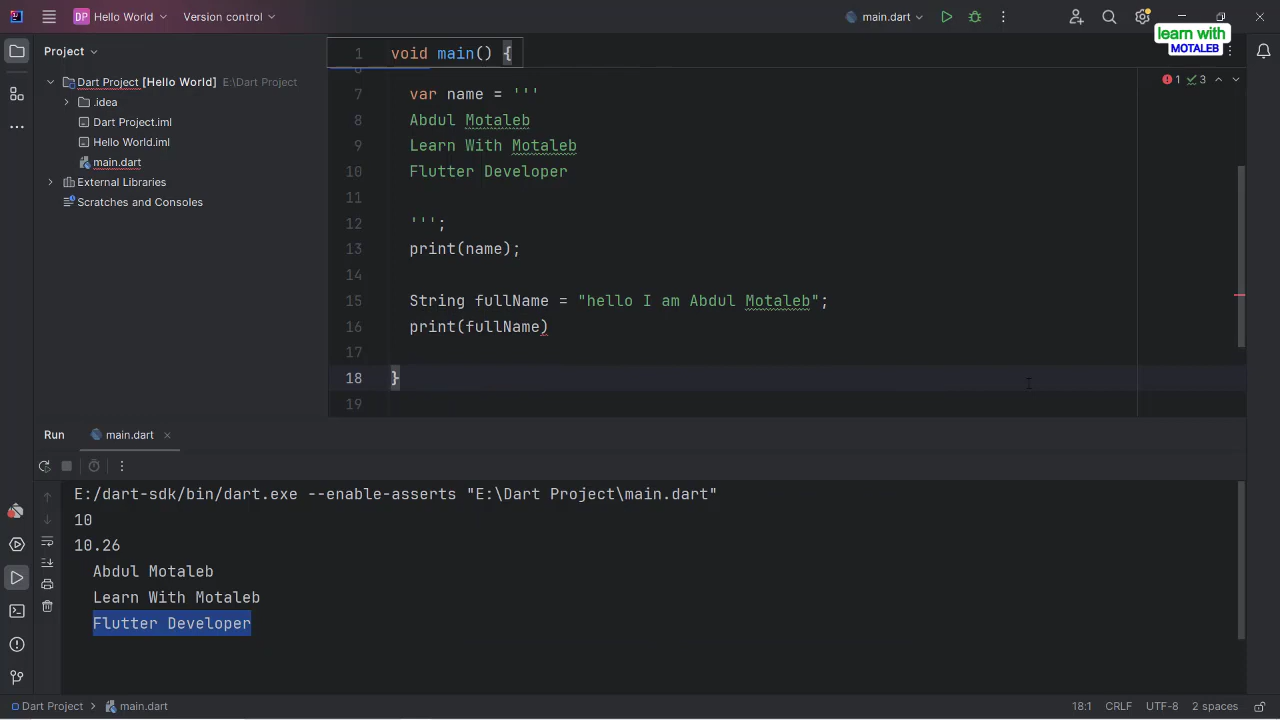 DP Hello World Version control main.dart
learn with
MOTALEB
Project
Dart Project [Hello World] E:\Dart Project
.idea
Dart Project.iml
Hello World.iml
main.dart
External Libraries
Scratches and Consoles
1 void main() {
1 3
7 var name = '''
8 Abdul Motaleb
9 Learn With Motaleb
10 Flutter Developer
11
12 ''';
13 print(name);
14
15 String fullName = "hello I am Abdul Motaleb";
16 print(fullName)
17
18 }
19
Run main.dart
E:/dart-sdk/bin/dart.exe --enable-asserts "E:\Dart Project\main.dart"
10
10.26
Abdul Motaleb
Learn With Motaleb
Flutter Developer
Dart Project main.dart 18:1 CRLF UTF-8 2 spaces